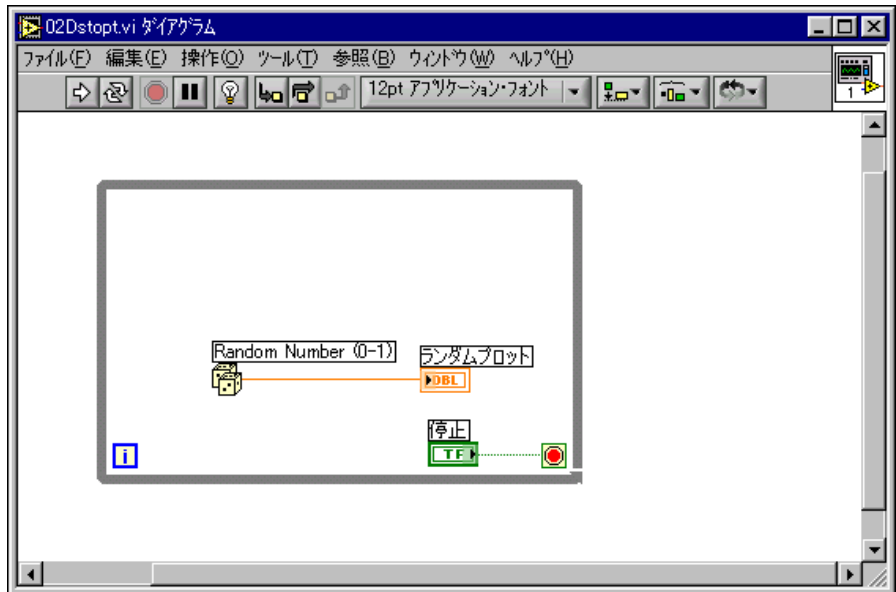 02Dstopt.vi ﾀﾞｲｱｸﾞﾗﾑ
ﾌｧｲﾙ(F) 編集(E) 操作(O) ﾂｰﾙ(T) 参照(B) ｳｨﾝﾄﾞｳ(W) ﾍﾙﾌﾟ(H)
12pt ｱﾌﾟﾘｹｰｼｮﾝ･ﾌｫﾝﾄ
1
Random Number (0-1)
ランダムプロット
DBL
停止
TF
i